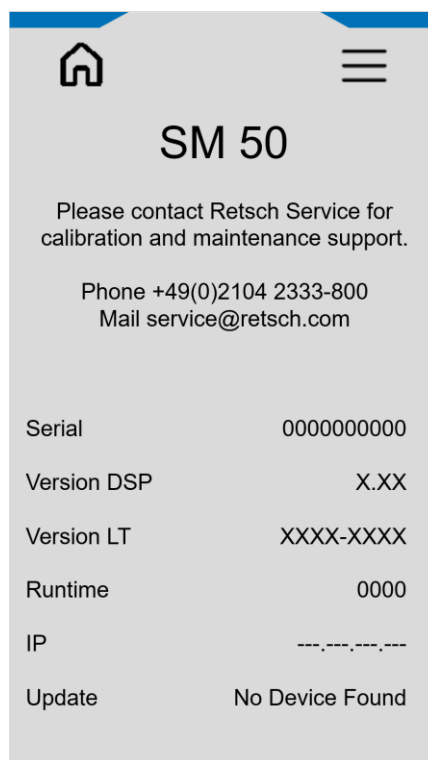 SM 50
Please contact Retsch Service for
calibration and maintenance support.
Phone +49(0)2104 2333-800
Mail service@retsch.com
Serial 0000000000
Version DSP X.XX
Version LT XXXX-XXXX
Runtime 0000
IP ---.---.---.---
Update No Device Found